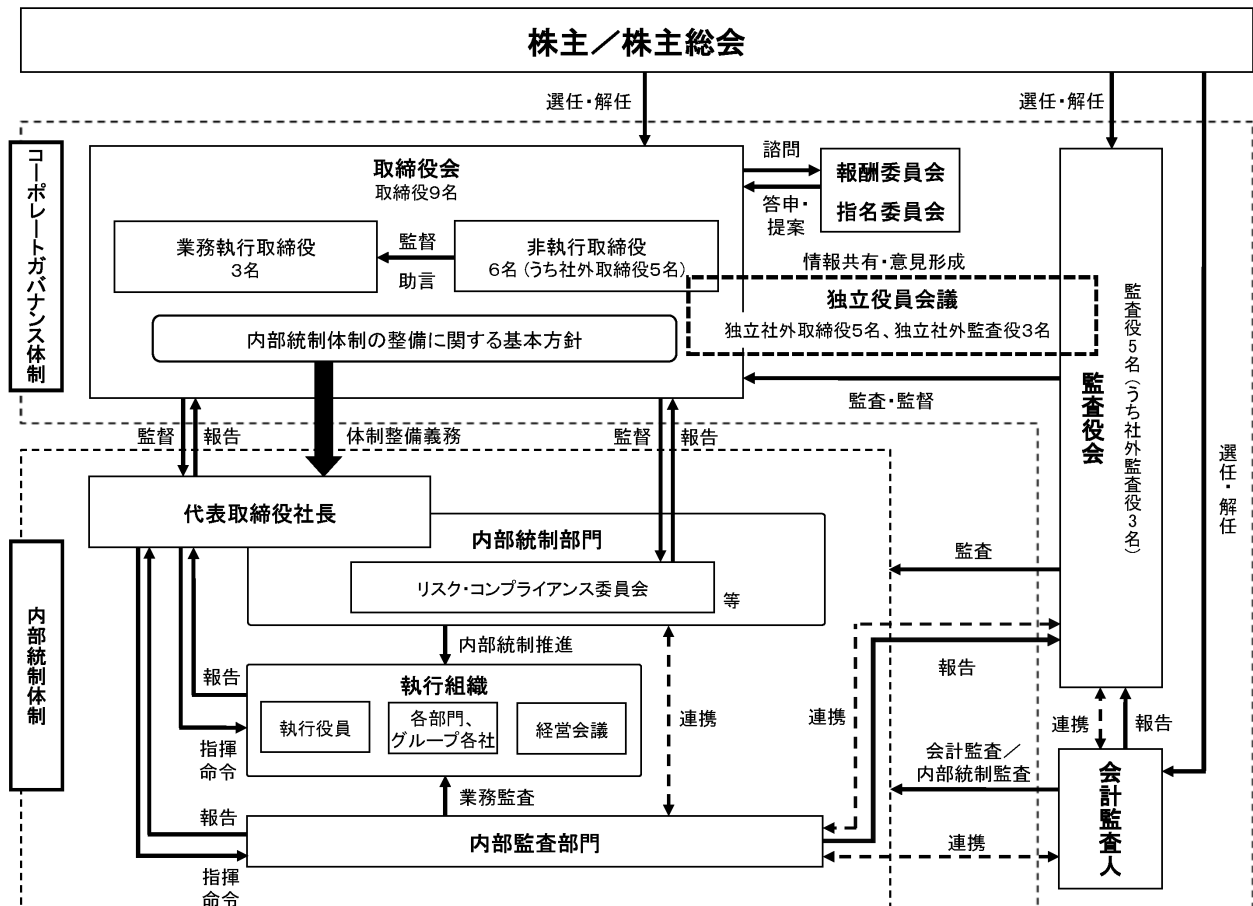 株主／株主総会
選任・解任
選任・解任
コーポレートガバナンス体制
取締役会
取締役9名
諮問
報酬委員会
指名委員会
答申・
提案
業務執行取締役
3名
監督
助言
非執行取締役
6名（うち社外取締役5名）
情報共有・意見形成
独立役員会議
独立社外取締役5名、独立社外監査役3名
内部統制体制の整備に関する基本方針
監査・監督
監査役会
監査役5名（うち社外監査役3名）
選任・解任
監督
報告
体制整備義務
監督
報告
代表取締役社長
内部統制部門
リスク・コンプライアンス委員会
等
監査
内部統制体制
内部統制推進
報告
執行組織
執行役員
各部門、
グループ各社
経営会議
指揮
命令
連携
連携
報告
連携
報告
会計監査／
内部統制監査
会計監査人
業務監査
報告
内部監査部門
連携
指揮
命令